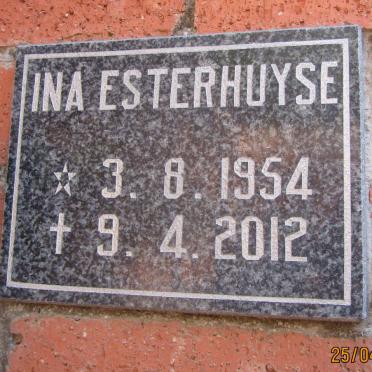 INA ESTERHUYSE
☆ 3. 8. 1954
† 9. 4. 2012
25/04